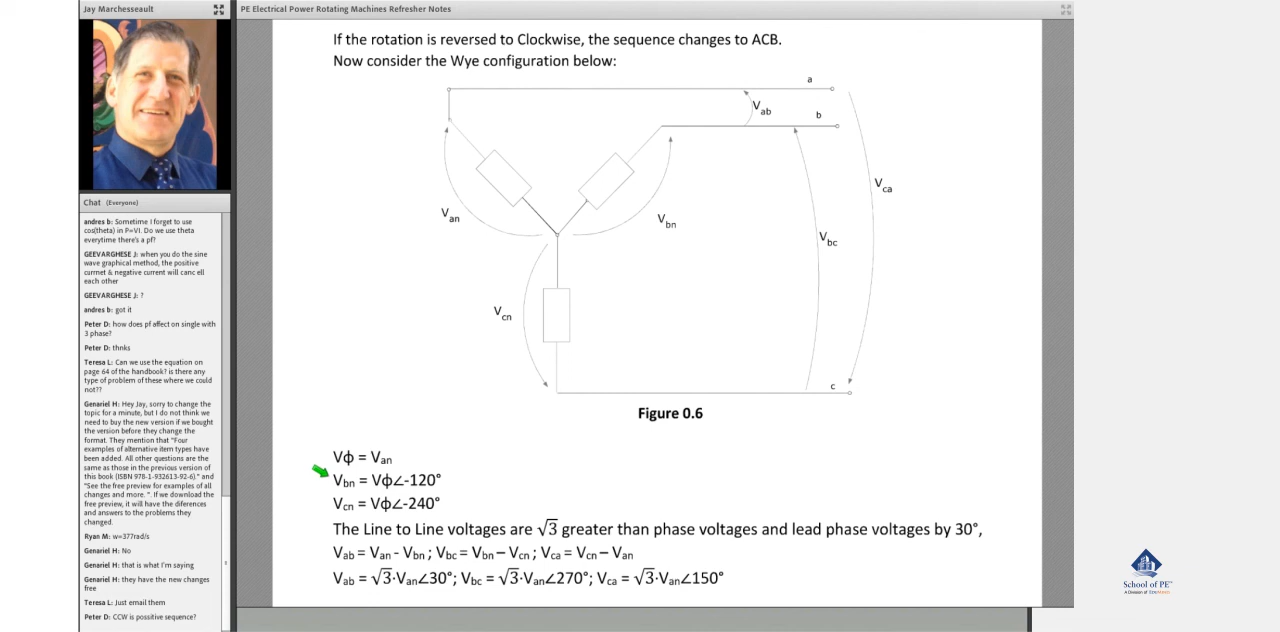 Jay Marchesseault
PE Electrical Power Rotating Machines Refresher Notes
Chat (Everyone)
andres b: Sometime I forget to use
cos(theta) in P=VI. Do we use theta
everytime there's a pf?
GEEVARGHESE J: when you do the sine
wave graphical method, the positive
currnet & negative current will canc ell
each other
GEEVARGHESE J: ?
andres b: got it
Peter D: how does pf affect on single with
3 phase?
Peter D: thnks
Teresa L: Can we use the equation on
page 64 of the handbook? is there any
type of problem of these where we could
not??
Genariel H: Hey Jay, sorry to change the
topic for a minute, but I do not think we
need to buy the new version if we bought
the version before they change the
format. They mention that "Four
examples of alternative item types have
been added. All other questions are the
same as those in the previous version of
this book (ISBN 978-1-932613-92-6)." and
"See the free preview for examples of all
changes and more. ". If we download the
free preview, it will have the diferences
and answers to the problems they
changed.
Ryan M: w=377rad/s
Genariel H: No
Genariel H: that is what I'm saying
Genariel H: they have the new changes
free
Teresa L: Just email them
Peter D: CCW is possitive sequence?
If the rotation is reversed to Clockwise, the sequence changes to ACB.
Now consider the Wye configuration below:
a
Vab
b
Vca
Van
Vbn
Vbc
Vcn
c
Figure 0.6
Vϕ = Van
Vbn = Vϕ∠-120°
Vcn = Vϕ∠-240°
The Line to Line voltages are √3 greater than phase voltages and lead phase voltages by 30°,
Vab = Van - Vbn ; Vbc = Vbn − Vcn ; Vca = Vcn − Van
Vab = √3·Van∠30°; Vbc = √3·Van∠270°; Vca = √3·Van∠150°
School of PE™